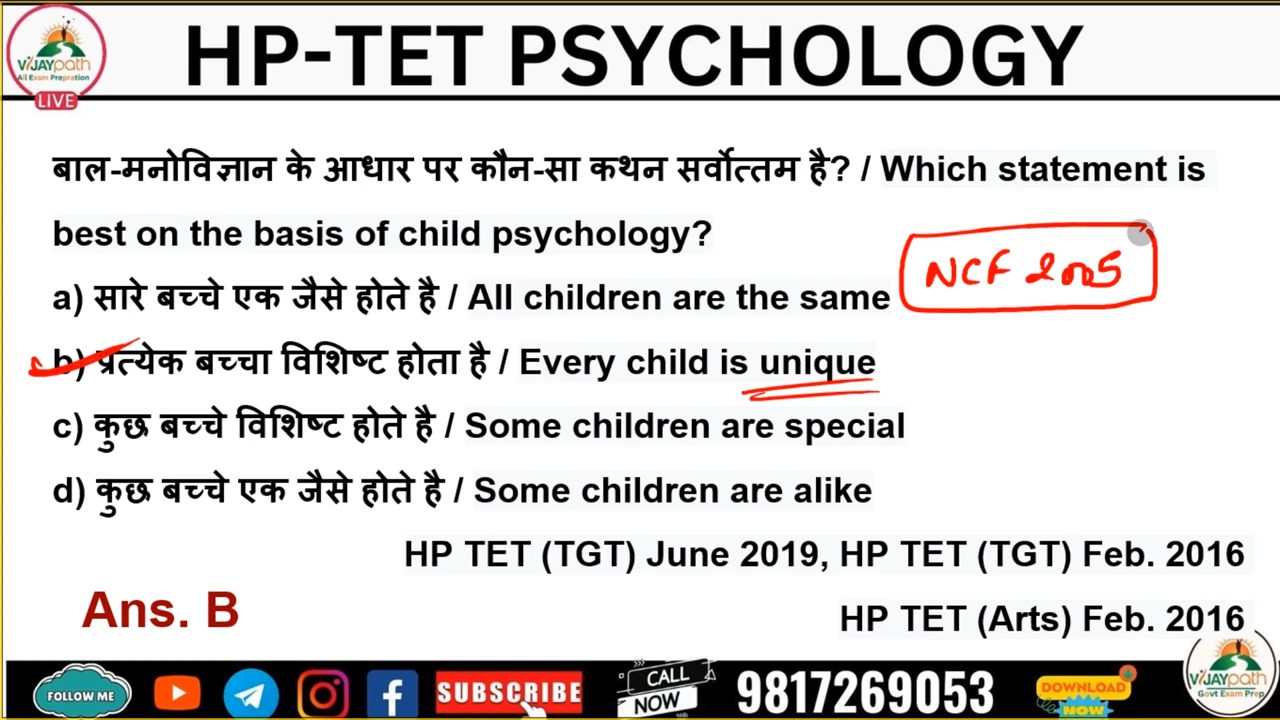 HP-TET PSYCHOLOGY
ViJAYpath
All Exam Prepration
LIVE
बाल-मनोविज्ञान के आधार पर कौन-सा कथन सर्वोत्तम है? / Which statement is
best on the basis of child psychology?
NCF 2005
a) सारे बच्चे एक जैसे होते है / All children are the same
b) प्रत्येक बच्चा विशिष्ट होता है / Every child is unique
c) कुछ बच्चे विशिष्ट होते है / Some children are special
d) कुछ बच्चे एक जैसे होते है / Some children are alike
HP TET (TGT) June 2019, HP TET (TGT) Feb. 2016
Ans. B
HP TET (Arts) Feb. 2016
FOLLOW ME
SUBSCRIBE
CALL
NOW
9817269053
DOWNLOAD
NOW
ViJAYpath
Govt Exam Prep